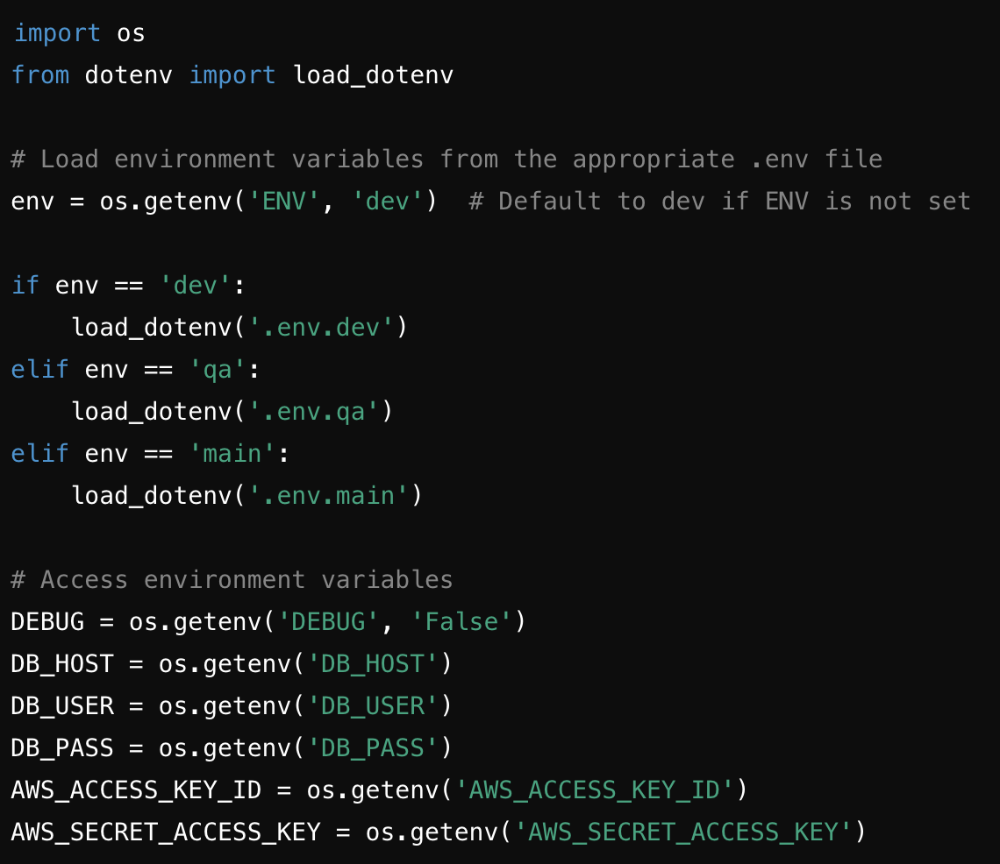 import os
from dotenv import load_dotenv
# Load environment variables from the appropriate .env file
env = os.getenv('ENV', 'dev')  # Default to dev if ENV is not set
if env == 'dev':
    load_dotenv('.env.dev')
elif env == 'qa':
    load_dotenv('.env.qa')
elif env == 'main':
    load_dotenv('.env.main')
# Access environment variables
DEBUG = os.getenv('DEBUG', 'False')
DB_HOST = os.getenv('DB_HOST')
DB_USER = os.getenv('DB_USER')
DB_PASS = os.getenv('DB_PASS')
AWS_ACCESS_KEY_ID = os.getenv('AWS_ACCESS_KEY_ID')
AWS_SECRET_ACCESS_KEY = os.getenv('AWS_SECRET_ACCESS_KEY')